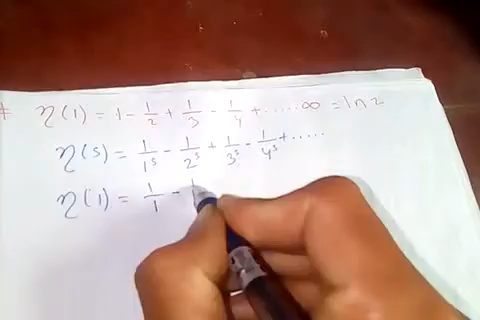 * η(1) = 1 - 1/2 + 1/3 - 1/4 + ...... ∞ = ln 2
η(s) = 1/1^s - 1/2^s + 1/3^s - 1/4^s + .....
η(1) = 1/1 - 1